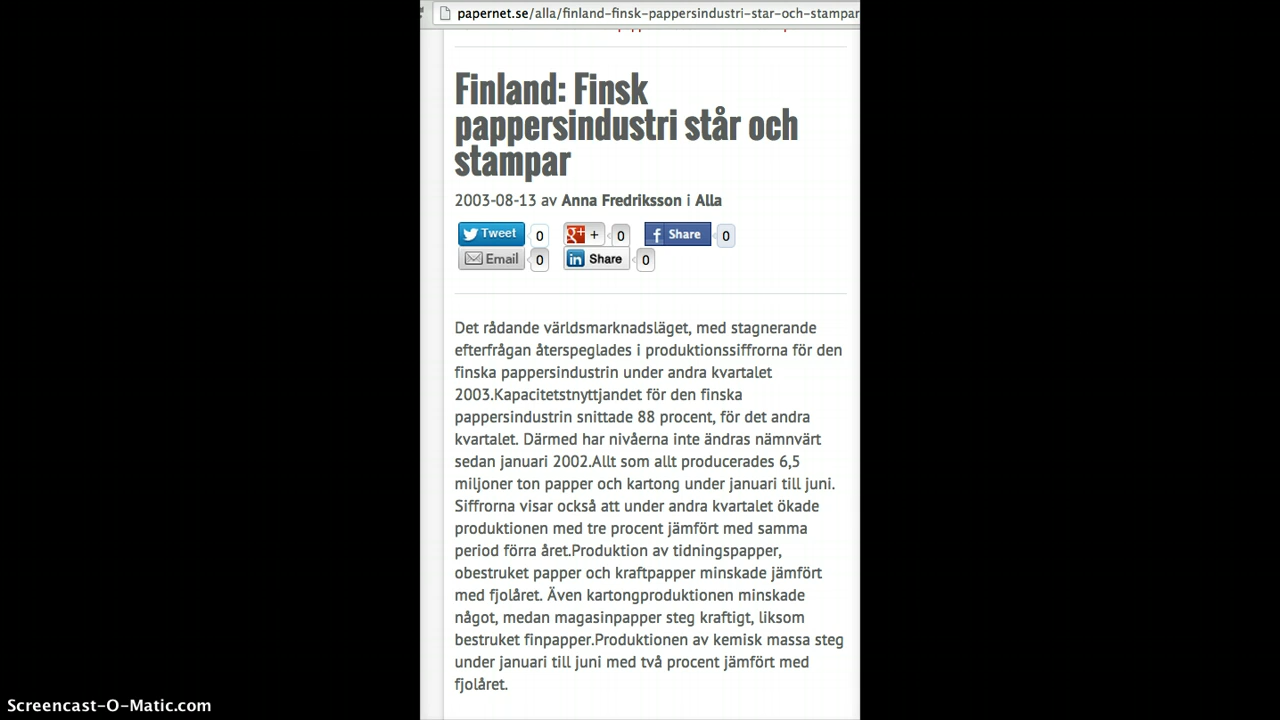 papernet.se/alla/finland-finsk-pappersindustri-star-och-stampar
Finland: Finsk
pappersindustri står och
stampar
2003-08-13 av Anna Fredriksson i Alla
Tweet 0 g+ + 0 f Share 0
Email 0 in Share 0
Det rådande världsmarknadsläget, med stagnerande
efterfrågan återspeglades i produktionssiffrorna för den
finska pappersindustrin under andra kvartalet
2003.Kapacitetstnyttjandet för den finska
pappersindustrin snittade 88 procent, för det andra
kvartalet. Därmed har nivåerna inte ändras nämnvärt
sedan januari 2002.Allt som allt producerades 6,5
miljoner ton papper och kartong under januari till juni.
Siffrorna visar också att under andra kvartalet ökade
produktionen med tre procent jämfört med samma
period förra året.Produktion av tidningspapper,
obestruket papper och kraftpapper minskade jämfört
med fjolåret. Även kartongproduktionen minskade
något, medan magasinpapper steg kraftigt, liksom
bestruket finpapper.Produktionen av kemisk massa steg
under januari till juni med två procent jämfört med
fjolåret.
Screencast-O-Matic.com